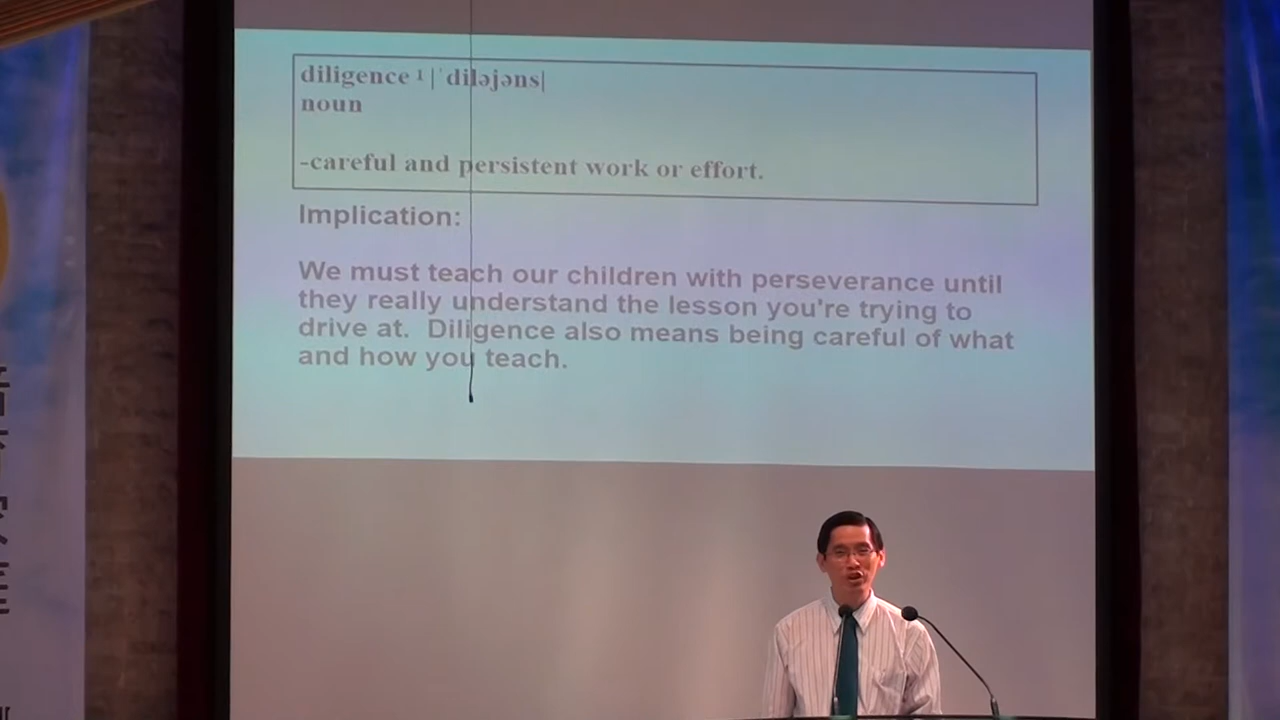 diligence ¹ |ˈdiləjəns|
noun
-careful and persistent work or effort.
Implication:
We must teach our children with perseverance until
they really understand the lesson you're trying to
drive at. Diligence also means being careful of what
and how you teach.